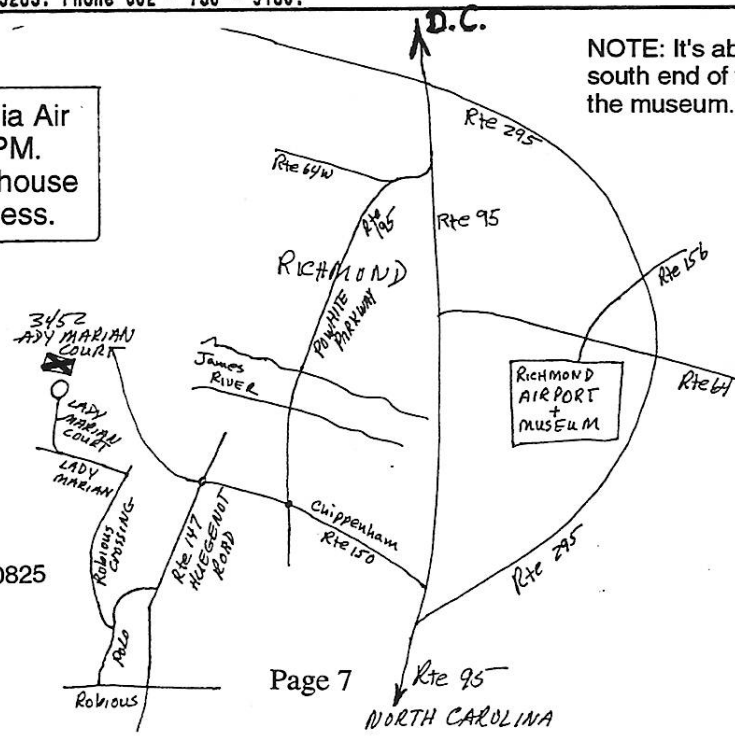 D.C.
NOTE: It's ab
south end of
the museum.
ia Air
PM.
house
ess.
Rte 295
Rte 64W
Rte
195
Rte 95
RICHMOND
Rte 156
POWHITE
PARKWAY
3452
ADY MARIAN
COURT
James
RIVER
RICHMOND
AIRPORT
+
MUSEUM
Rte 64
LADY
MARIAN
COURT
LADY
MARIAN
Robious
CROSSING
Rte 147
HUEGENOT
ROAD
Chippenham
Rte 150
Rte 295
0825
POLO
Robious
Page 7
Rte 95
NORTH CAROLINA